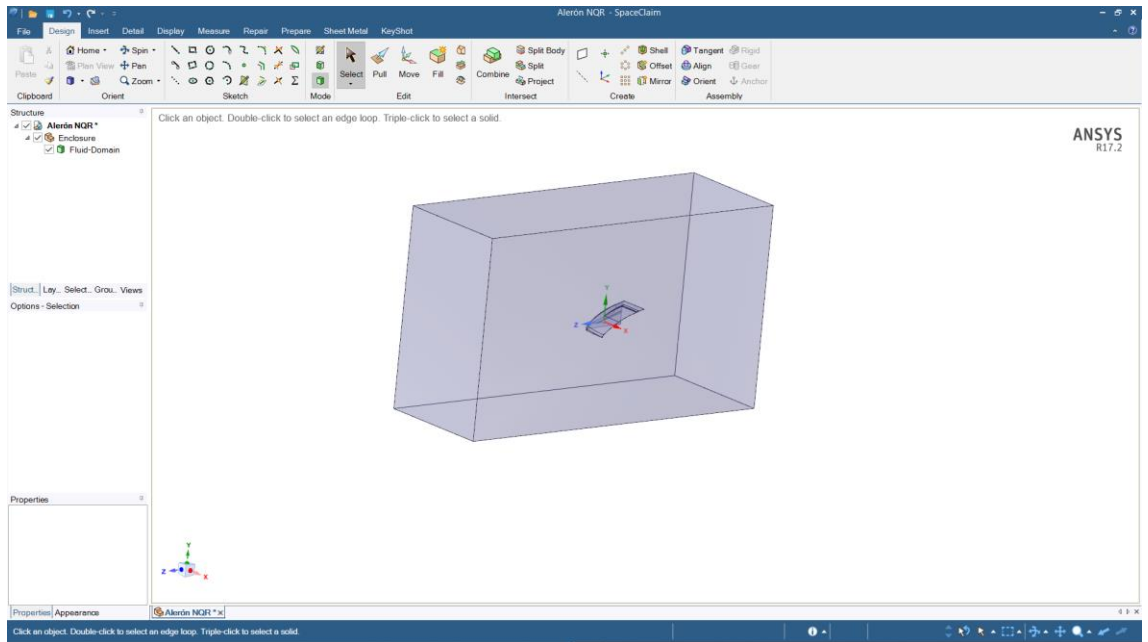 Alerón NQR - SpaceClaim
File Design Insert Detail Display Measure Repair Prepare Sheet Metal KeyShot
Paste
Home
Plan View
Spin
Pan
Zoom
Select Pull Move Fill
Combine
Split Body
Split
Project
Shell
Offset
Mirror
Tangent
Align
Orient
Rigid
Gear
Anchor
Clipboard Orient Sketch Mode Edit Intersect Create Assembly
Structure
Alerón NQR*
Enclosure
Fluid-Domain
Click an object. Double-click to select an edge loop. Triple-click to select a solid.
ANSYS
R17.2
Struct... Lay... Select... Grou... Views
Options - Selection
Y
Z
X
Properties
Y
Z
X
Properties Appearance
Alerón NQR*
Click an object. Double-click to select an edge loop. Triple-click to select a solid.